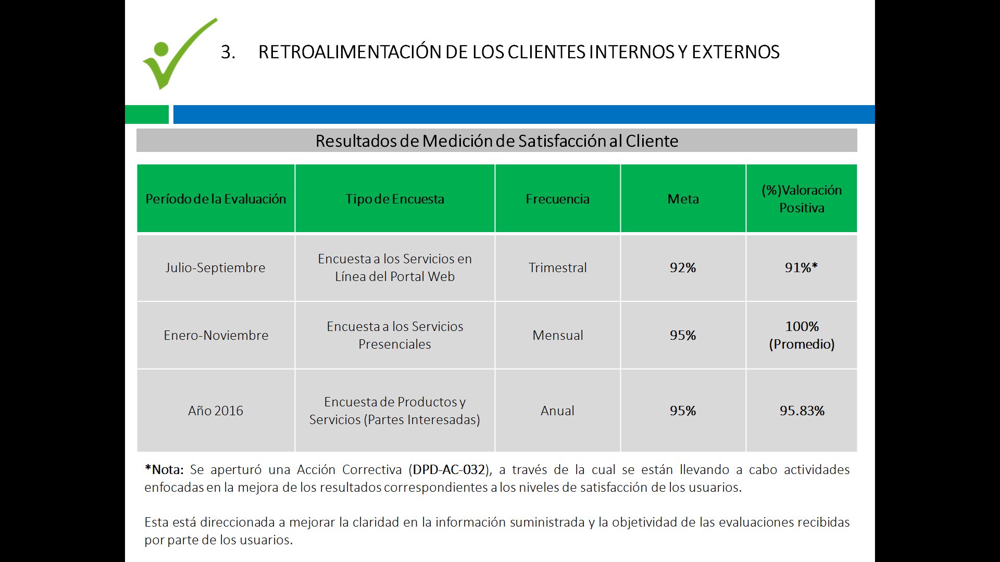 3. RETROALIMENTACIÓN DE LOS CLIENTES INTERNOS Y EXTERNOS
Resultados de Medición de Satisfacción al Cliente
Período de la Evaluación
Tipo de Encuesta
Frecuencia
Meta
(%)Valoración
Positiva
Julio-Septiembre
Encuesta a los Servicios en
Línea del Portal Web
Trimestral
92%
91%*
Enero-Noviembre
Encuesta a los Servicios
Presenciales
Mensual
95%
100%
(Promedio)
Año 2016
Encuesta de Productos y
Servicios (Partes Interesadas)
Anual
95%
95.83%
*Nota: Se aperturó una Acción Correctiva (DPD-AC-032), a través de la cual se están llevando a cabo actividades
enfocadas en la mejora de los resultados correspondientes a los niveles de satisfacción de los usuarios.
Esta está direccionada a mejorar la claridad en la información suministrada y la objetividad de las evaluaciones recibidas
por parte de los usuarios.